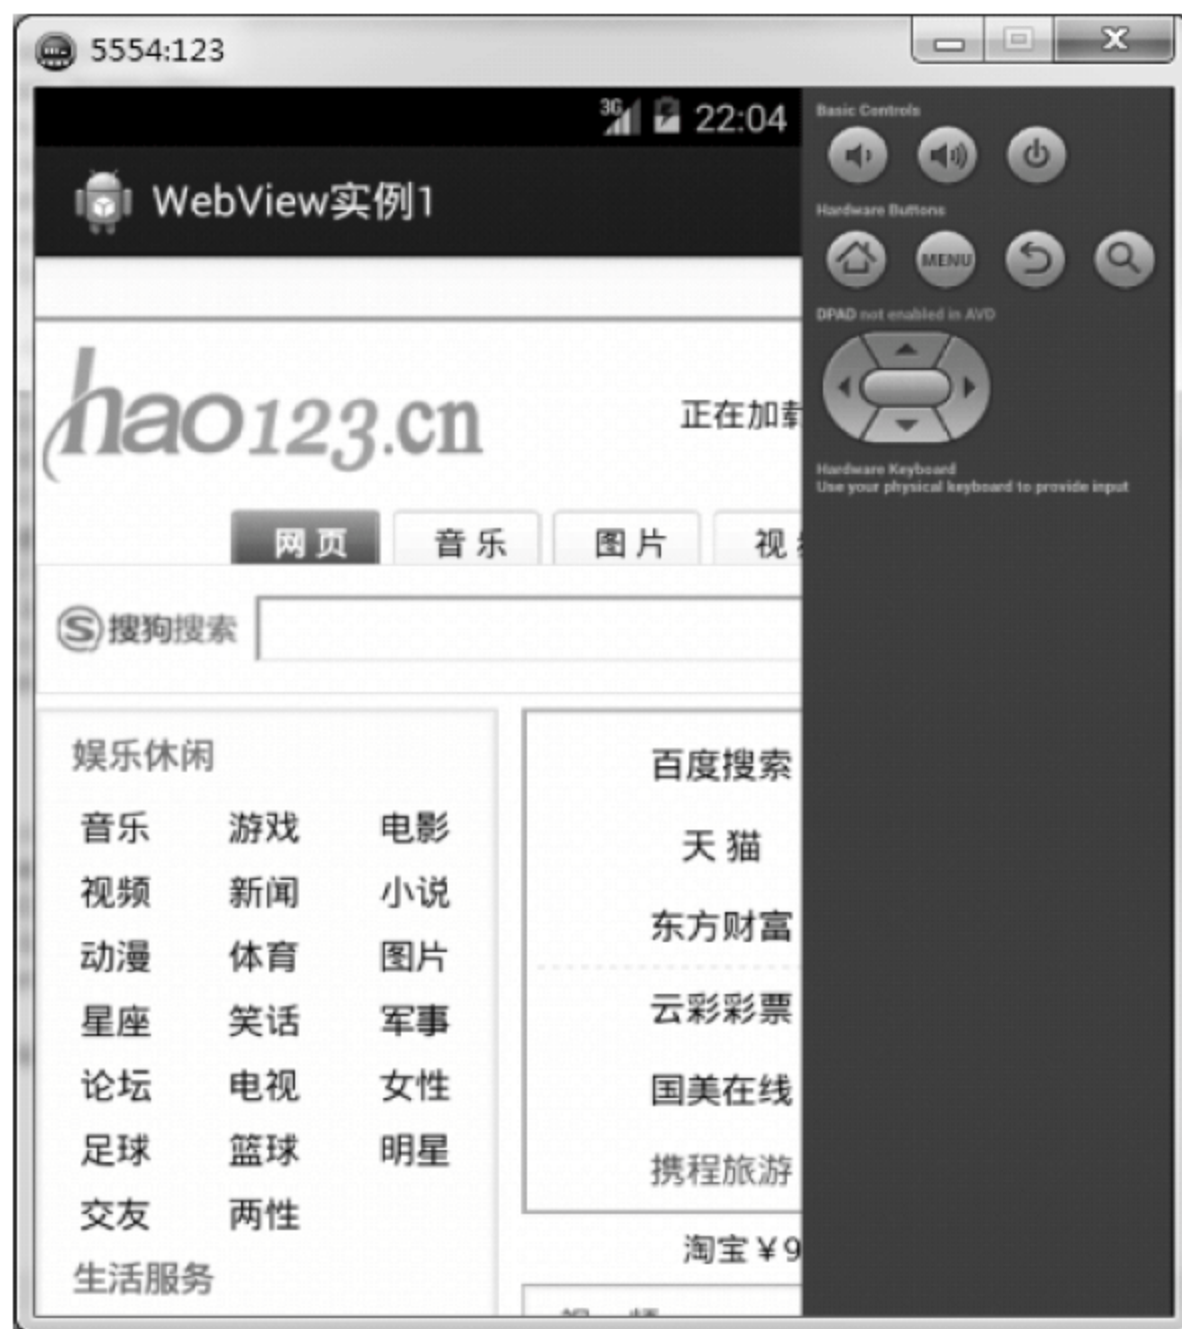 5554:123
3G 22:04
WebView实例1
hao123.cn
正在加载
网页 音乐 图片 视
搜狗搜索
娱乐休闲
音乐 游戏 电影
视频 新闻 小说
动漫 体育 图片
星座 笑话 军事
论坛 电视 女性
足球 篮球 明星
交友 两性
生活服务
百度搜索
天猫
东方财富
云彩彩票
国美在线
携程旅游
淘宝¥9
Basic Controls
Hardware Buttons
MENU
DPAD not enabled in AVD
Hardware Keyboard
Use your physical keyboard to provide input